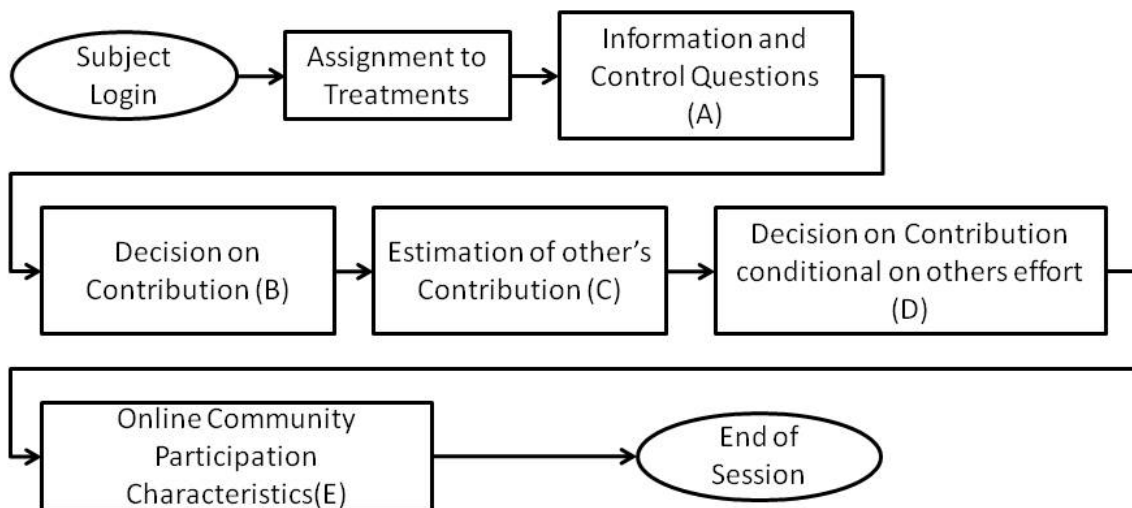 Subject
Login
Assignment to
Treatments
Information and
Control Questions
(A)
Decision on
Contribution (B)
Estimation of other's
Contribution (C)
Decision on Contribution
conditional on others effort
(D)
Online Community
Participation
Characteristics(E)
End of
Session